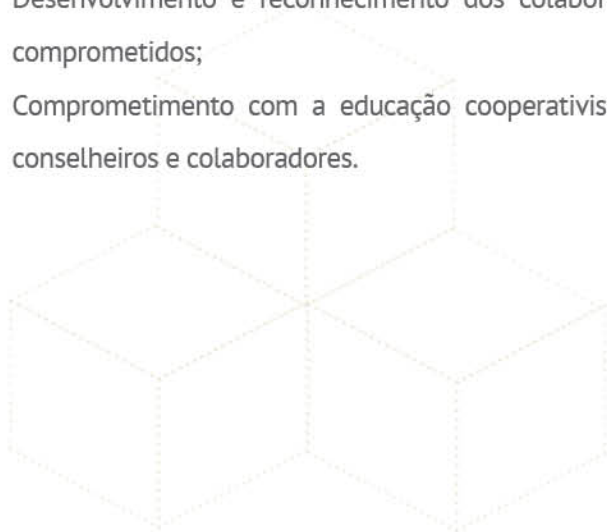 Desenvolvimento e reconhecimento dos colabor
comprometidos;
Comprometimento com a educação cooperativis
conselheiros e colaboradores.